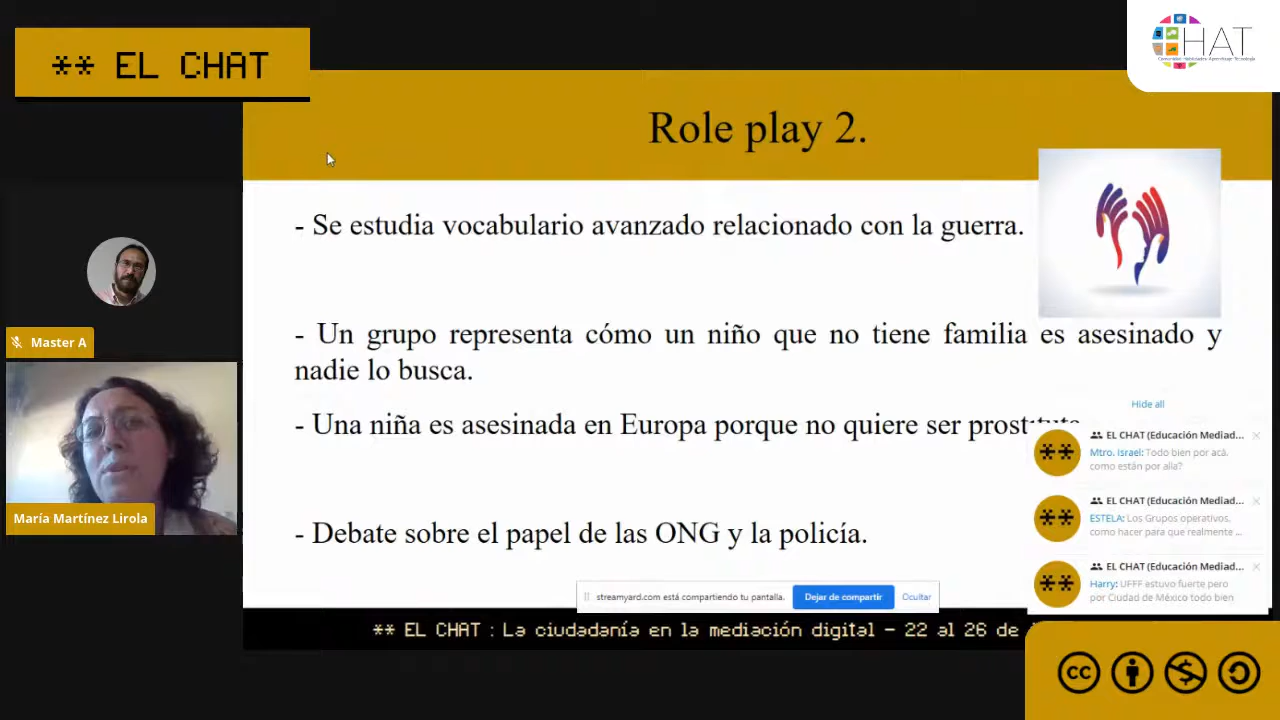 ** EL CHAT
HAT
Role play 2.
- Se estudia vocabulario avanzado relacionado con la guerra.
- Un grupo representa cómo un niño que no tiene familia es asesinado y
nadie lo busca.
- Una niña es asesinada en Europa porque no quiere ser
- Debate sobre el papel de las ONG y la policía.
Master A
María Martínez Lirola
Hide all
EL CHAT (Educación Mediad...
Mtro. Israel: Todo bien por acá.
como están por alla?
EL CHAT (Educación Mediad...
ESTELA: Los Grupos operativos.
como hacer para que realmente ...
EL CHAT (Educación Mediad...
Harry: UFFF estuvo fuerte pero
por Ciudad de México todo bien
streamyard.com está compartiendo tu pantalla.
Dejar de compartir
Ocultar
** EL CHAT : La ciudadanía en la mediación digital – 22 al 26 de
cc